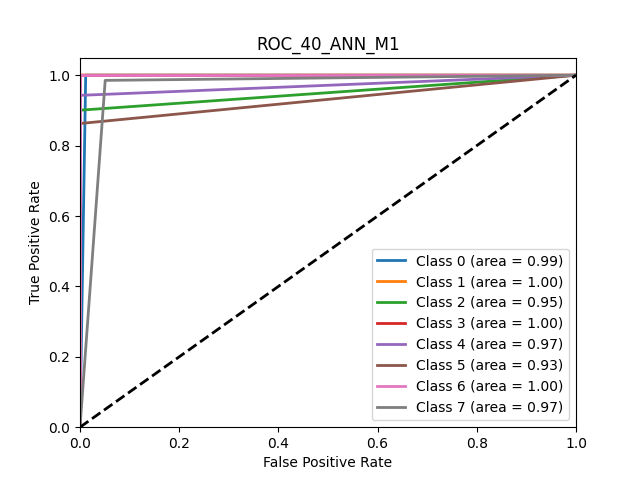 ROC_40_ANN_M1
True Positive Rate
1.0
0.8
0.6
0.4
0.2
0.0
Class 0 (area = 0.99)
Class 1 (area = 1.00)
Class 2 (area = 0.95)
Class 3 (area = 1.00)
Class 4 (area = 0.97)
Class 5 (area = 0.93)
Class 6 (area = 1.00)
Class 7 (area = 0.97)
0.0 0.2 0.4 0.6 0.8 1.0
False Positive Rate